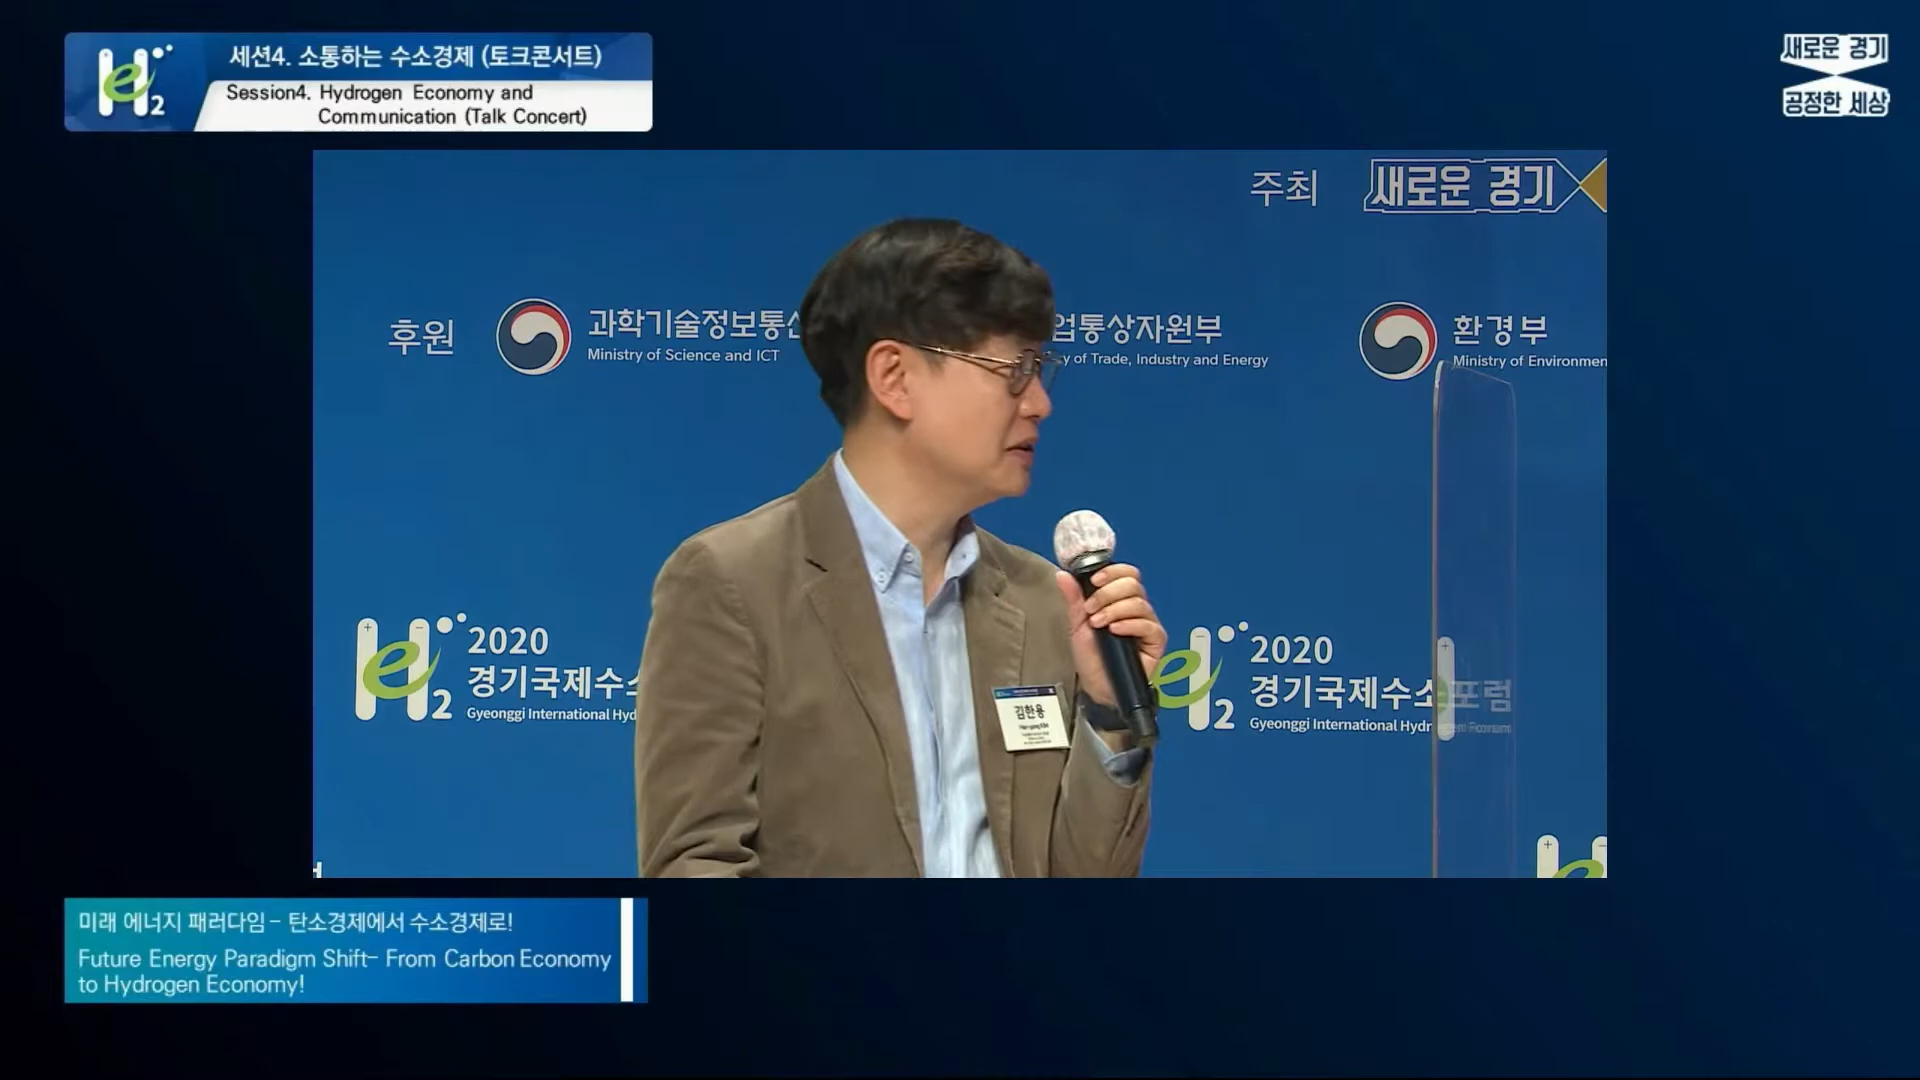 세션4. 소통하는 수소경제 (토크콘서트)
Session4. Hydrogen Economy and
Communication (Talk Concert)
H2
새로운 경기
공정한 세상
주최
새로운 경기
후원
과학기술정보통신
Ministry of Science and ICT
업통상자원부
y of Trade, Industry and Energy
환경부
Ministry of Environmen
H2
2020
경기국제수소
Gyeonggi International Hyd
2
2020
경기국제수소포럼
Gyeonggi International Hydr
김한용
미래 에너지 패러다임 - 탄소경제에서 수소경제로!
Future Energy Paradigm Shift- From Carbon Economy
to Hydrogen Economy!